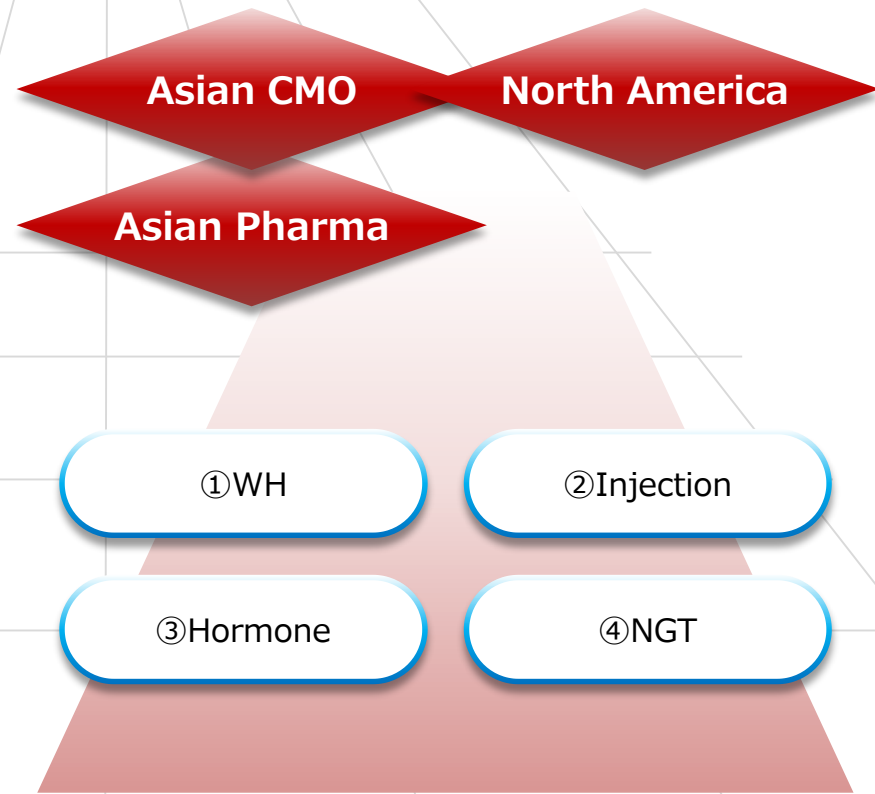 Asian CMO
North America
Asian Pharma
①WH
②Injection
③Hormone
④NGT